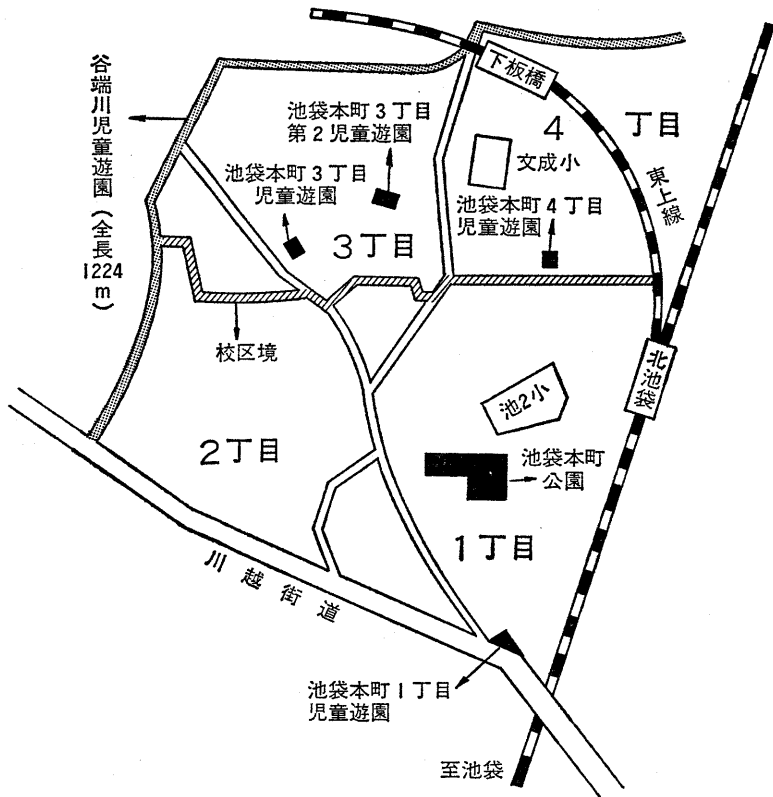 下板橋
谷端川児童遊園（全長1224m）
池袋本町3丁目
第2児童遊園
池袋本町3丁目
児童遊園
4
丁目
文成小
東上線
池袋本町4丁目
児童遊園
3丁目
校区境
北池袋
池2小
2丁目
池袋本町
公園
1丁目
川越街道
池袋本町1丁目
児童遊園
至池袋